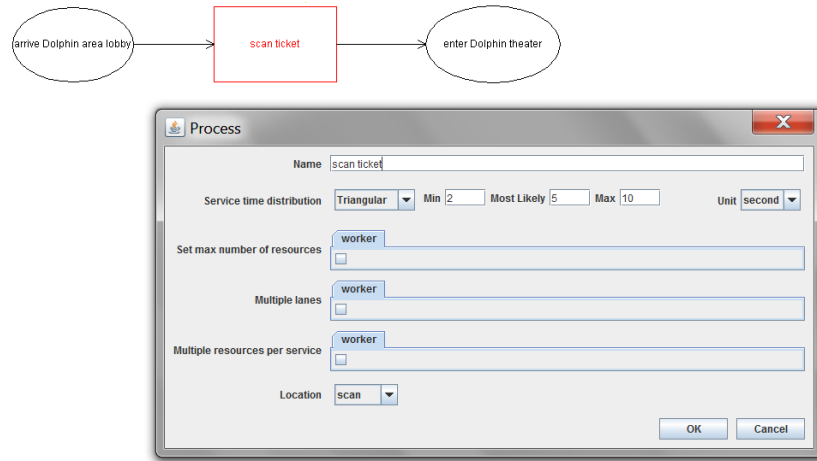 arrive Dolphin area lobby scan ticket enter Dolphin theater
Process
Name scan ticket
Service time distribution Triangular Min 2 Most Likely 5 Max 10 Unit second
worker
Set max number of resources
worker
Multiple lanes
worker
Multiple resources per service
Location scan
OK Cancel